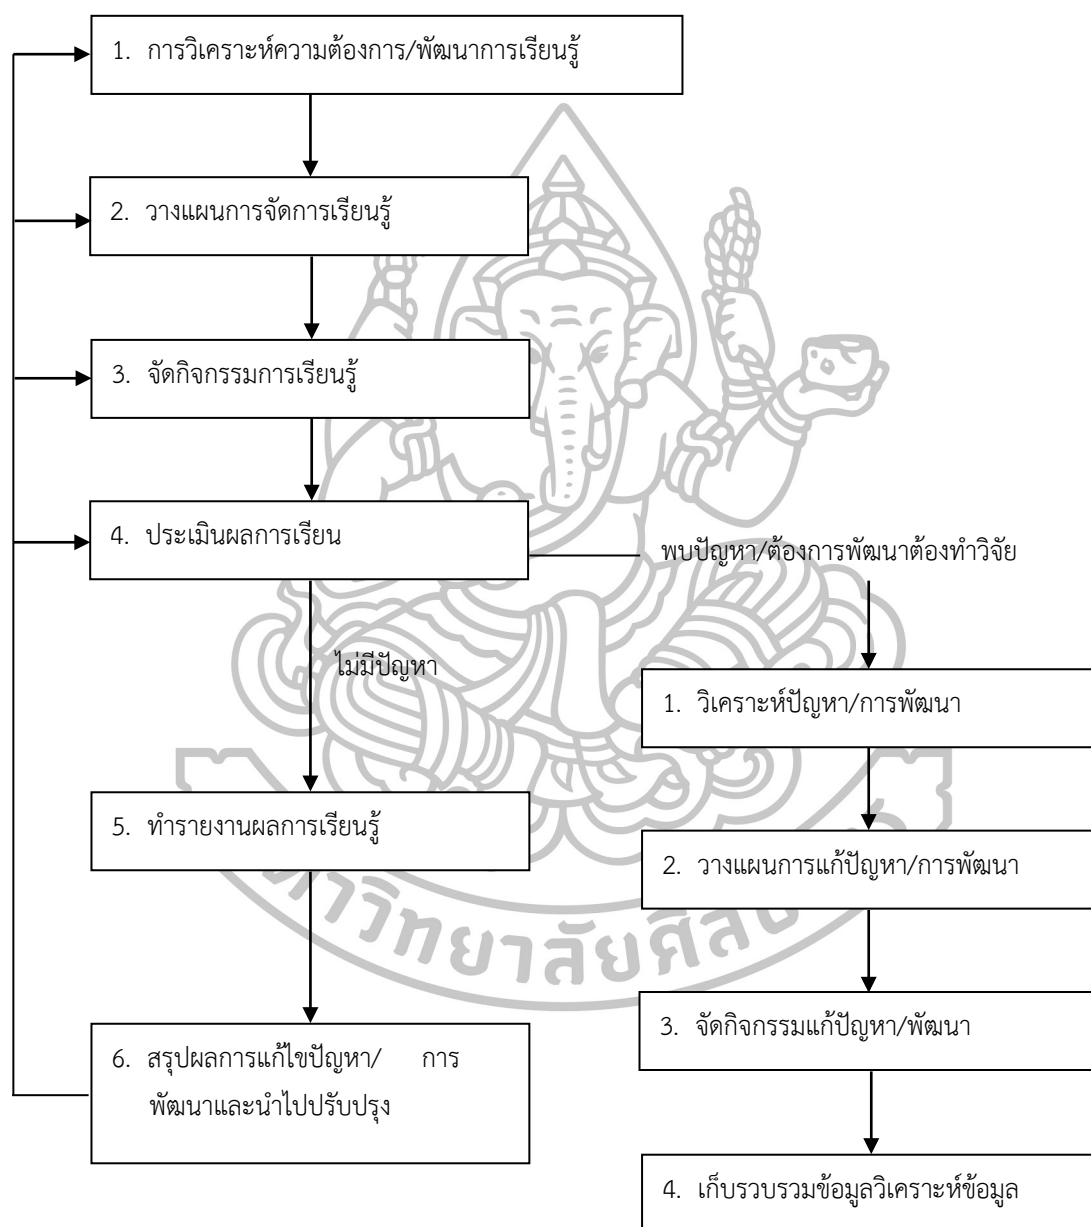 1. การวิเคราะห์ความต้องการ/พัฒนาการเรียนรู้
2. วางแผนการจัดการเรียนรู้
3. จัดกิจกรรมการเรียนรู้
4. ประเมินผลการเรียน
พบปัญหา/ต้องการพัฒนาต้องทำวิจัย
ไม่มีปัญหา
1. วิเคราะห์ปัญหา/การพัฒนา
5. ทำรายงานผลการเรียนรู้
2. วางแผนการแก้ปัญหา/การพัฒนา
3. จัดกิจกรรมแก้ปัญหา/พัฒนา
6. สรุปผลการแก้ไขปัญหา/ การ
พัฒนาและนำไปปรับปรุง
4. เก็บรวบรวมข้อมูลวิเคราะห์ข้อมูล